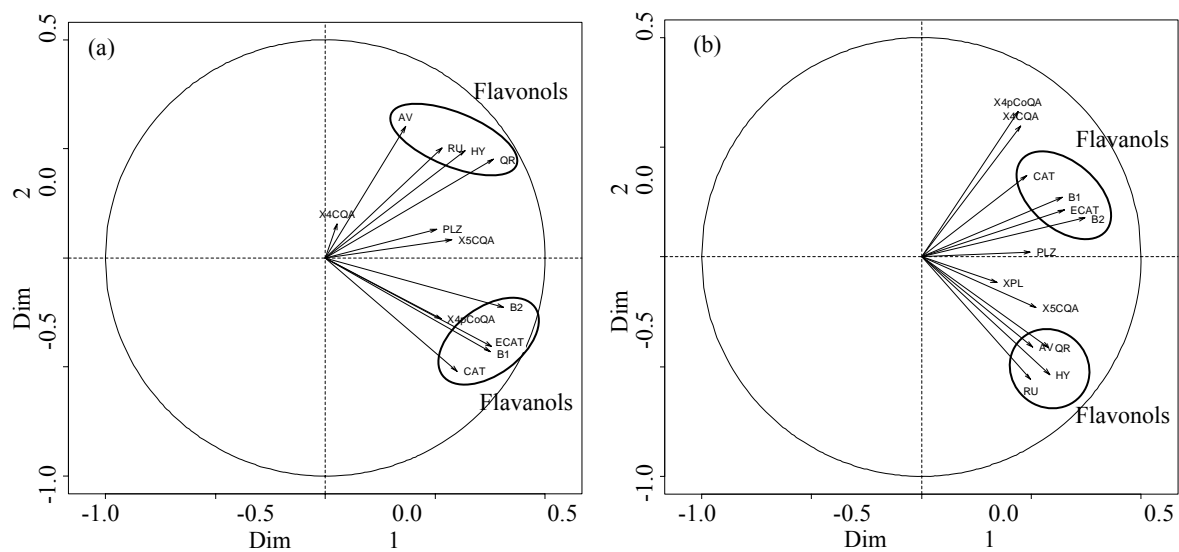 (a)
Flavonols
AV
RU
HY
QR
X4CQA
PLZ
X5CQA
B2
X4pCoQA
ECAT
B1
CAT
Flavanols
0.5
0.0
2
-0.5
Dim
-1.0
-1.0
-0.5
0.0
0.5
Dim 1
(b)
X4pCoQA
X4CQA
Flavanols
CAT
B1
ECAT
B2
PLZ
XPL
X5CQA
AV
QR
HY
RU
Flavonols
0.5
0.0
2
-0.5
Dim
-1.0
-1.0
-0.5
0.0
0.5
Dim 1